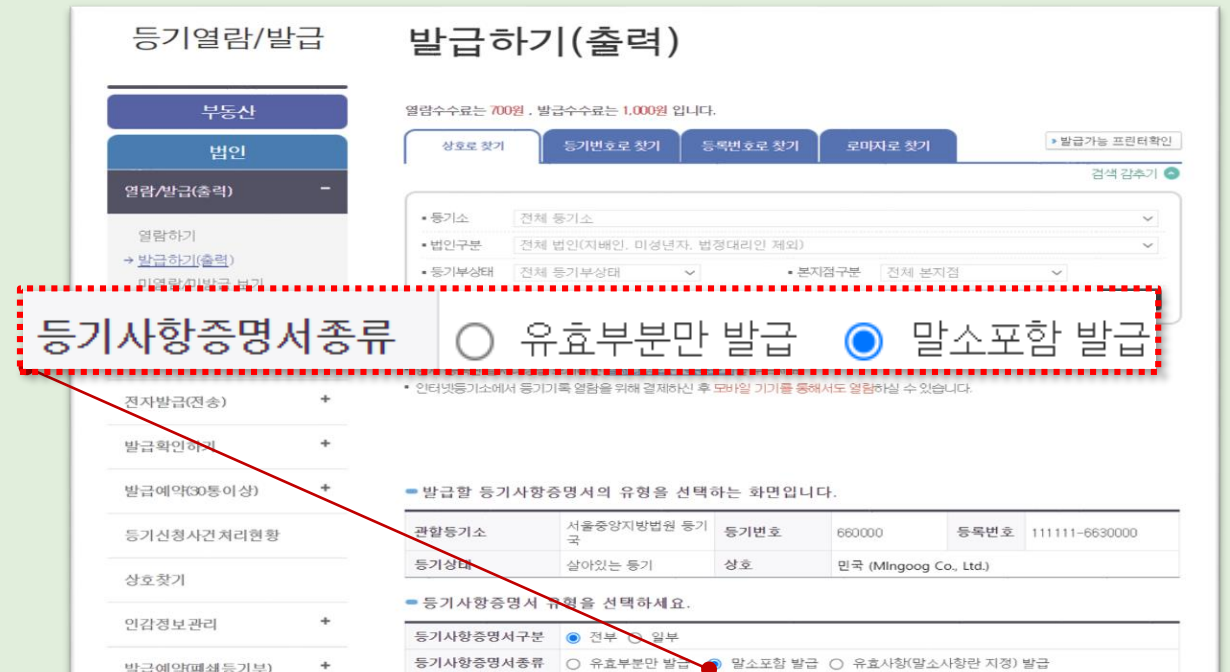 등기열람/발급
발급하기(출력)
부동산
법인
열람/발급(출력) -
열람하기
→ 발급하기(출력)
미열람/미발급 보기
열람수수료는 700원 , 발급수수료는 1,000원 입니다.
상호로 찾기 등기번호로 찾기 등록번호로 찾기 로마자로 찾기
발급가능 프린터확인
검색 감추기
• 등기소 전체 등기소
• 법인구분 전체 법인(지배인, 미성년자, 법정대리인 제외)
• 등기부상태 전체 등기부상태 • 본지점구분 전체 본지점
등기사항증명서종류 유효부분만 발급 말소포함 발급
• 인터넷등기소에서 등기기록 열람을 위해 결제하신 후 모바일 기기를 통해서도 열람하실 수 있습니다.
전자발급(전송) +
발급확인하기 +
발급예약(30통이상) +
등기신청사건 처리현황
상호찾기
인감정보관리 +
발급예약(폐쇄등기부) +
발급할 등기사항증명서의 유형을 선택하는 화면입니다.
관할등기소 서울중앙지방법원 등기국 등기번호 660000 등록번호 111111-6630000
등기상태 살아있는 등기 상호 민국 (MIngoog Co., Ltd.)
등기사항증명서 유형을 선택하세요.
등기사항증명서구분 전부 일부
등기사항증명서종류 유효부분만 발급 말소포함 발급 유효사항(말소사항란 지정) 발급